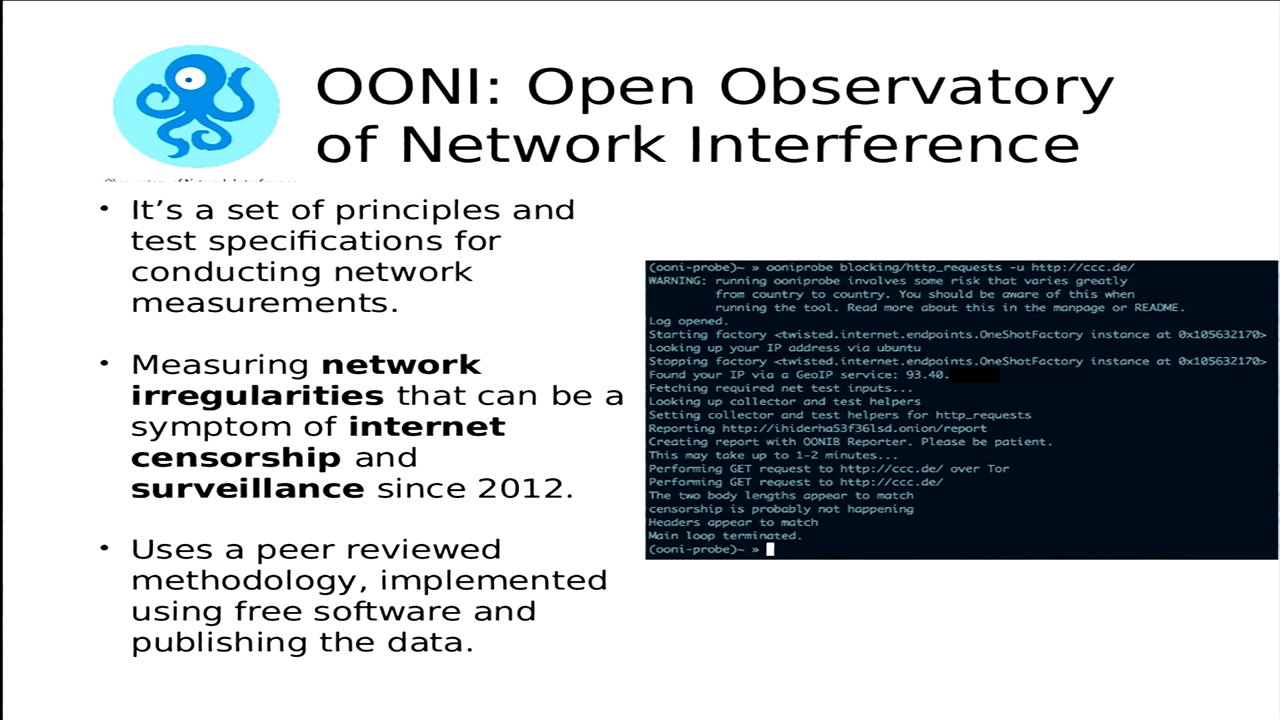 OONI: Open Observatory
of Network Interference
• It’s a set of principles and
test specifications for
conducting network
measurements.
• Measuring network
irregularities that can be a
symptom of internet
censorship and
surveillance since 2012.
• Uses a peer reviewed
methodology, implemented
using free software and
publishing the data.
(ooni-probe)~ » ooniprobe blocking/http_requests -u http://ccc.de/
WARNING: running ooniprobe involves some risk that varies greatly
from country to country. You should be aware of this when
running the tool. Read more about this in the manpage or README.
Log opened.
Starting factory <twisted.internet.endpoints.OneShotFactory instance at 0x105632170>
Looking up your IP address via ubuntu
Stopping factory <twisted.internet.endpoints.OneShotFactory instance at 0x105632170>
Found your IP via a GeoIP service: 93.40.
Fetching required net test inputs...
Looking up collector and test helpers
Setting collector and test helpers for http_requests
Reporting http://ihiderha53f36lsd.onion/report
Creating report with OONIB Reporter. Please be patient.
This may take up to 1-2 minutes...
Performing GET request to http://ccc.de/ over Tor
Performing GET request to http://ccc.de/
The two body lengths appear to match
censorship is probably not happening
Headers appear to match
Main loop terminated.
(ooni-probe)~ »